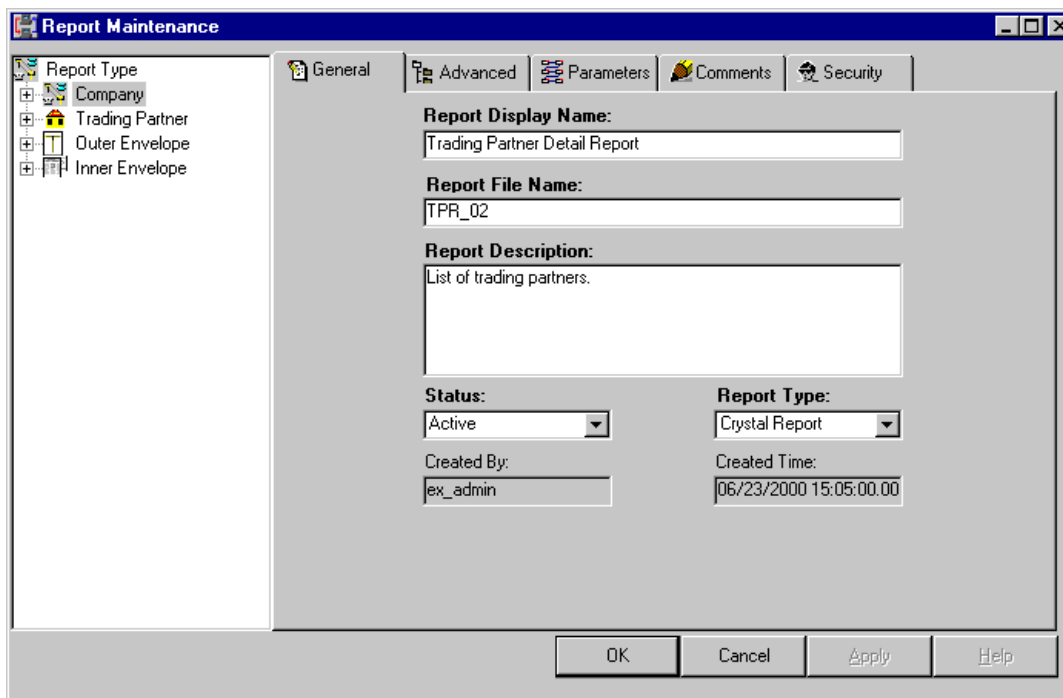 Report Maintenance
Report Type
Company
Trading Partner
Outer Envelope
Inner Envelope
General
Advanced
Parameters
Comments
Security
Report Display Name:
Trading Partner Detail Report
Report File Name:
TPR_02
Report Description:
List of trading partners.
Status:
Report Type:
Active
Crystal Report
Created By:
Created Time:
ex_admin
06/23/2000 15:05:00.00
OK
Cancel
Apply
Help